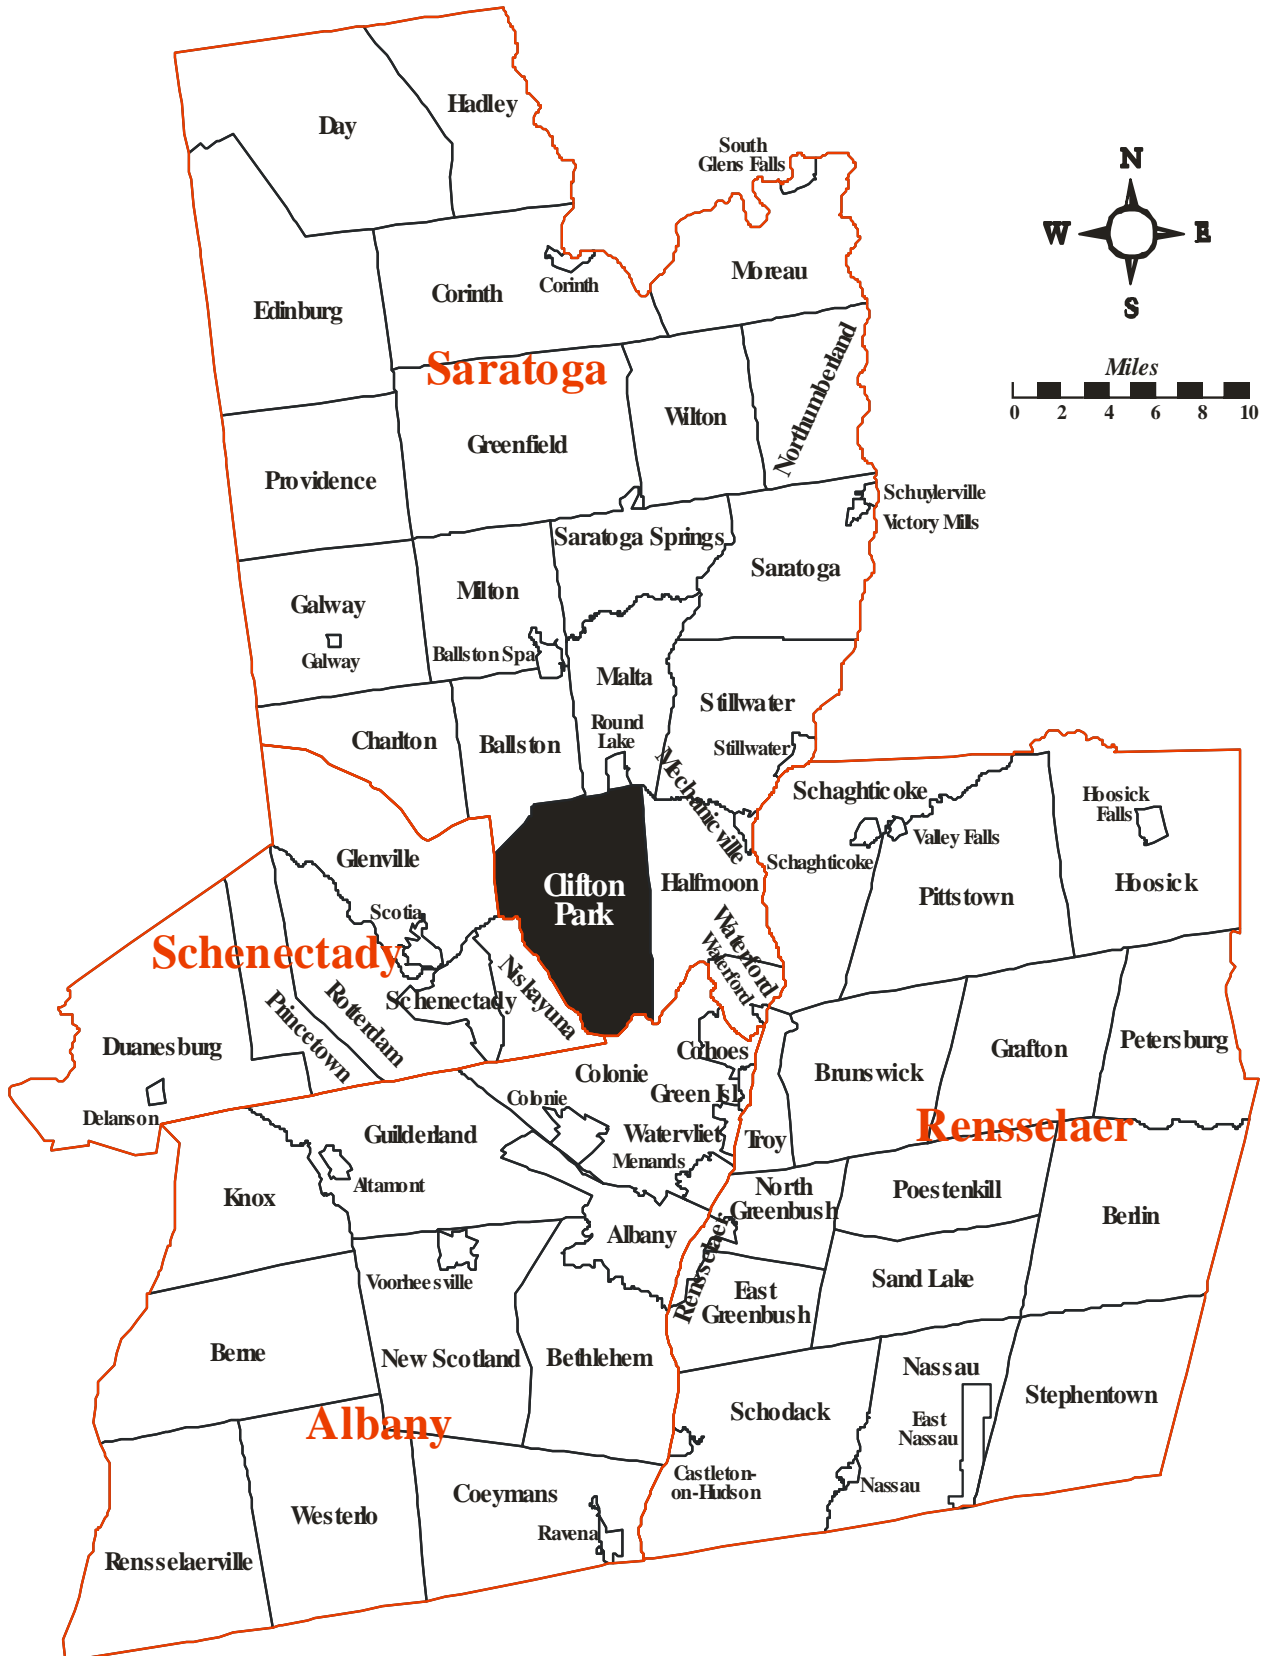 Hadley
Day
South
Glens Falls
N
W
E
S
Moreau
Edinburg
Corinth
Corinth
Saratoga
Northumberland
Miles
0 2 4 6 8 10
Wilton
Greenfield
Providence
Schuylerville
Victory Mills
Saratoga Springs
Saratoga
Milton
Galway
Galway
Ballston Spa
Malta
Stillwater
Round
Lake
Stillwater
Charlton
Ballston
Mechanicville
Schaghticoke
Hoosick
Falls
Valley Falls
Schaghticoke
Glenville
Clifton
Park
Halfmoon
Pittstown
Hoosick
Scotia
Waterford
Waterford
Schenectady
Niskayuna
Schenectady
Rotterdam
Princetown
Duanesburg
Delanson
Cohoes
Colonie
Green Isl.
Colonie
Brunswick
Grafton
Petersburg
Rensselaer
Guilderland
Watervliet
Troy
Menands
Altamont
Knox
North
Greenbush
Poestenkill
Berlin
Albany
Rensselaer
Voorheesville
Sand Lake
East
Greenbush
Berne
New Scotland
Bethlehem
Nassau
Stephentown
Albany
Schodack
East
Nassau
Castleton-
on-Hudson
Nassau
Coeymans
Westerlo
Ravena
Rensselaerville